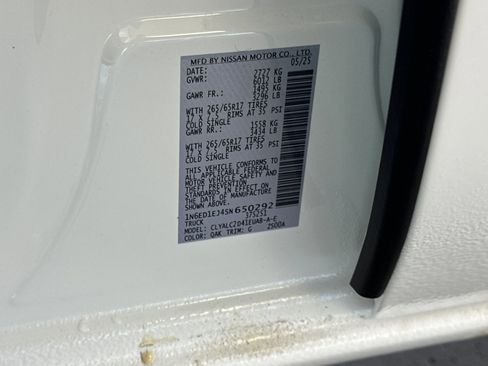 MFD BY NISSAN MOTOR CO., LTD.
DATE: 05/25
GVWR: 2727 KG
6012 LB
GAWR FR.: 1495 KG
3296 LB
WITH 265/65R17 TIRES
17 X 7.5 RIMS AT 35 PSI
COLD SINGLE
GAWR RR.: 1558 KG
3434 LB
WITH 265/65R17 TIRES
17 X 7.5 RIMS AT 35 PSI
COLD SINGLE
THIS VEHICLE CONFORMS TO
ALL APPLICABLE FEDERAL
MOTOR VEHICLE SAFETY AND
THEFT PREVENTION
STANDARDS IN EFFECT ON
THE DATE OF MANUFACTURE
SHOWN ABOVE.
1N6ED1EJ4SN650292
TRUCK 37S2S1
MODEL: CLYALC2D41EUAB-A-E
COLOR: QAK TRIM: G 2500A